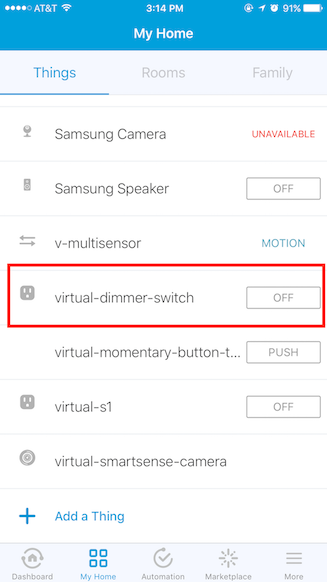 AT&T 3:14 PM 91%
My Home
Things Rooms Family
Samsung Camera UNAVAILABLE
Samsung Speaker OFF
v-multisensor MOTION
virtual-dimmer-switch OFF
virtual-momentary-button-t... PUSH
virtual-s1 OFF
virtual-smartsense-camera
Add a Thing
Dashboard My Home Automation Marketplace More